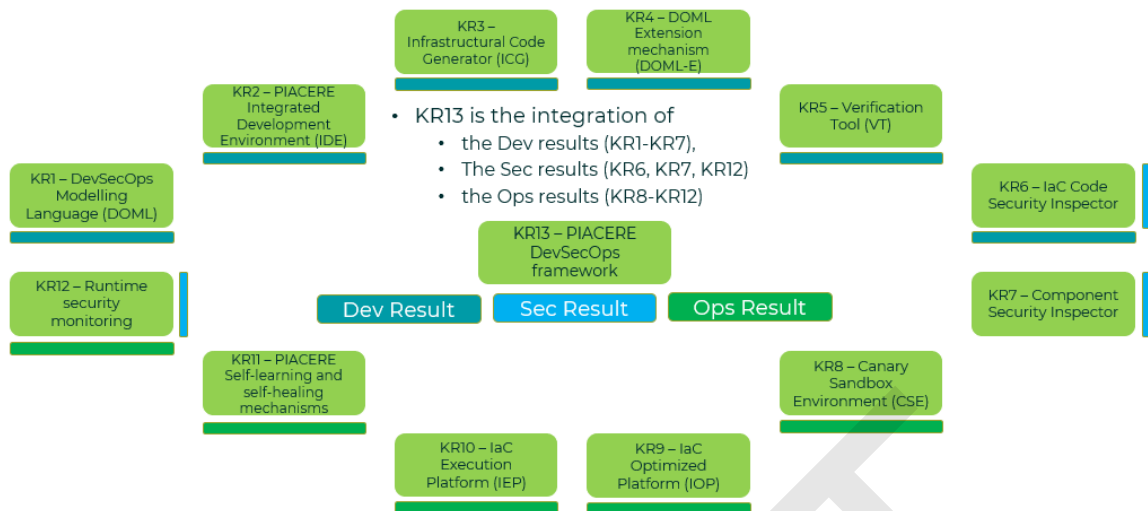 KR3 –
Infrastructural Code
Generator (ICG)
KR4 – DOML
Extension
mechanism
(DOML-E)
KR2 – PIACERE
Integrated
Development
Environment (IDE)
KR5 – Verification
Tool (VT)
• KR13 is the integration of
• the Dev results (KR1-KR7),
• The Sec results (KR6, KR7, KR12)
• the Ops results (KR8-KR12)
KR1 – DevSecOps
Modelling
Language (DOML)
KR6 – IaC Code
Security Inspector
KR13 – PIACERE
DevSecOps
framework
KR12 – Runtime
security
monitoring
KR7 – Component
Security Inspector
Dev Result
Sec Result
Ops Result
KR11 – PIACERE
Self-learning and
self-healing
mechanisms
KR8 – Canary
Sandbox
Environment (CSE)
KR10 – IaC
Execution
Platform (IEP)
KR9 – IaC
Optimized
Platform (IOP)